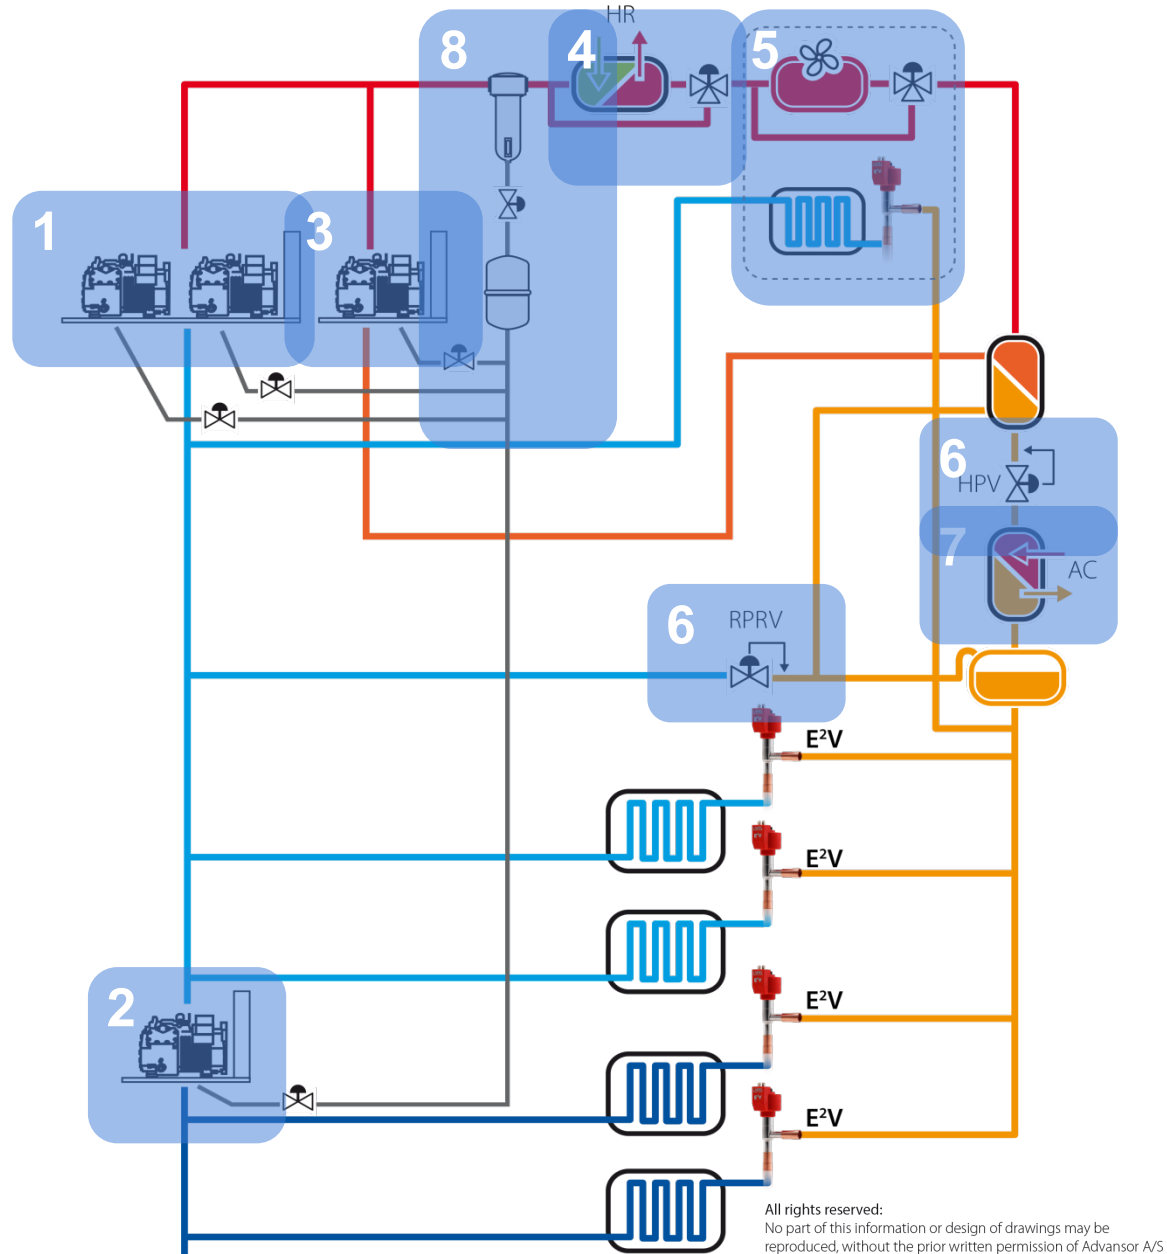 HR
8
4
5
1
3
6
HPV
7
AC
6
RPRV
E²V
E²V
2
E²V
E²V
All rights reserved:
No part of this information or design of drawings may be
reproduced, without the prior written permission of Advansor A/S